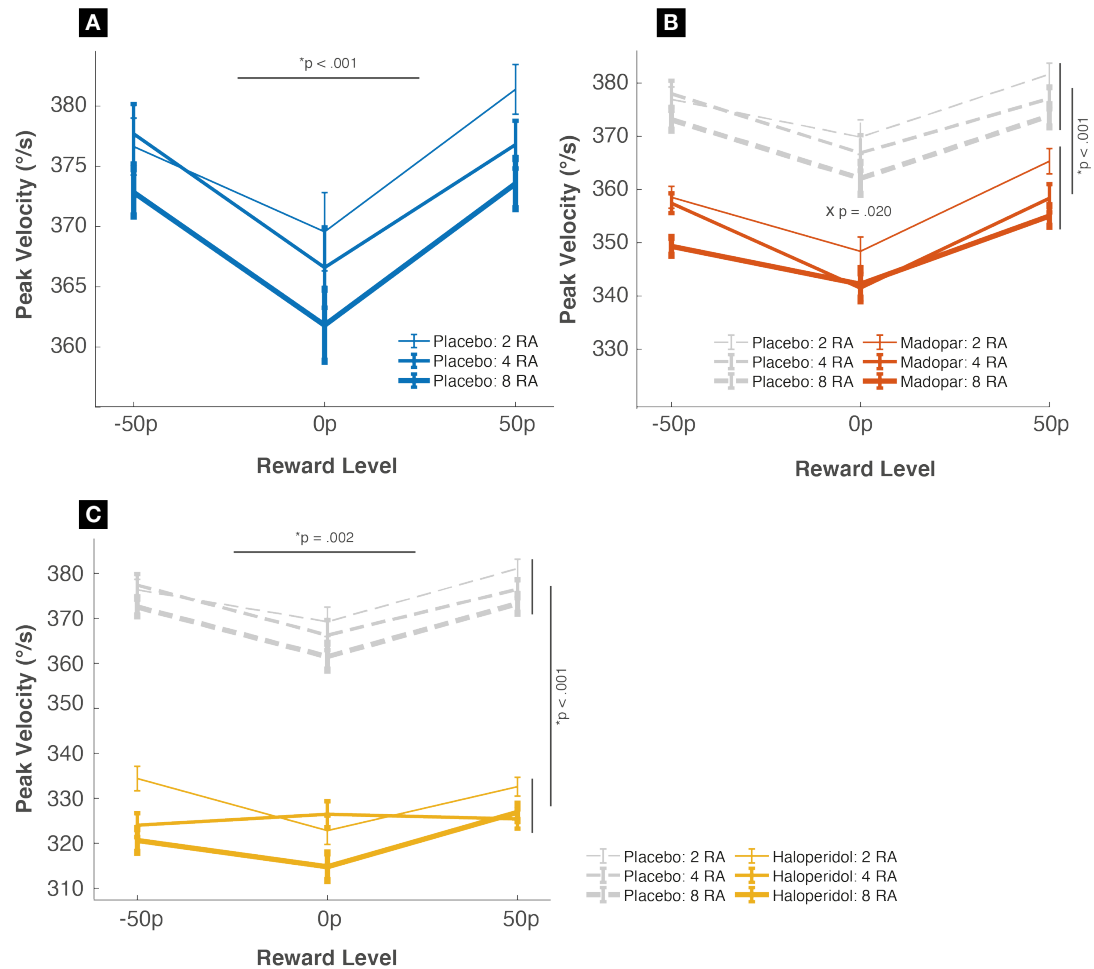 A
*p < .001
380
375
370
365
360
Peak Velocity (°/s)
-50p
0p
50p
Reward Level
Placebo: 2 RA
Placebo: 4 RA
Placebo: 8 RA
B
380
370
360
350
340
330
Peak Velocity (°/s)
x p = .020
*p < .001
Placebo: 2 RA
Placebo: 4 RA
Placebo: 8 RA
Madopar: 2 RA
Madopar: 4 RA
Madopar: 8 RA
-50p
0p
50p
Reward Level
C
*p = .002
380
370
360
350
340
330
320
310
Peak Velocity (°/s)
*p < .001
-50p
0p
50p
Reward Level
Placebo: 2 RA
Placebo: 4 RA
Placebo: 8 RA
Haloperidol: 2 RA
Haloperidol: 4 RA
Haloperidol: 8 RA